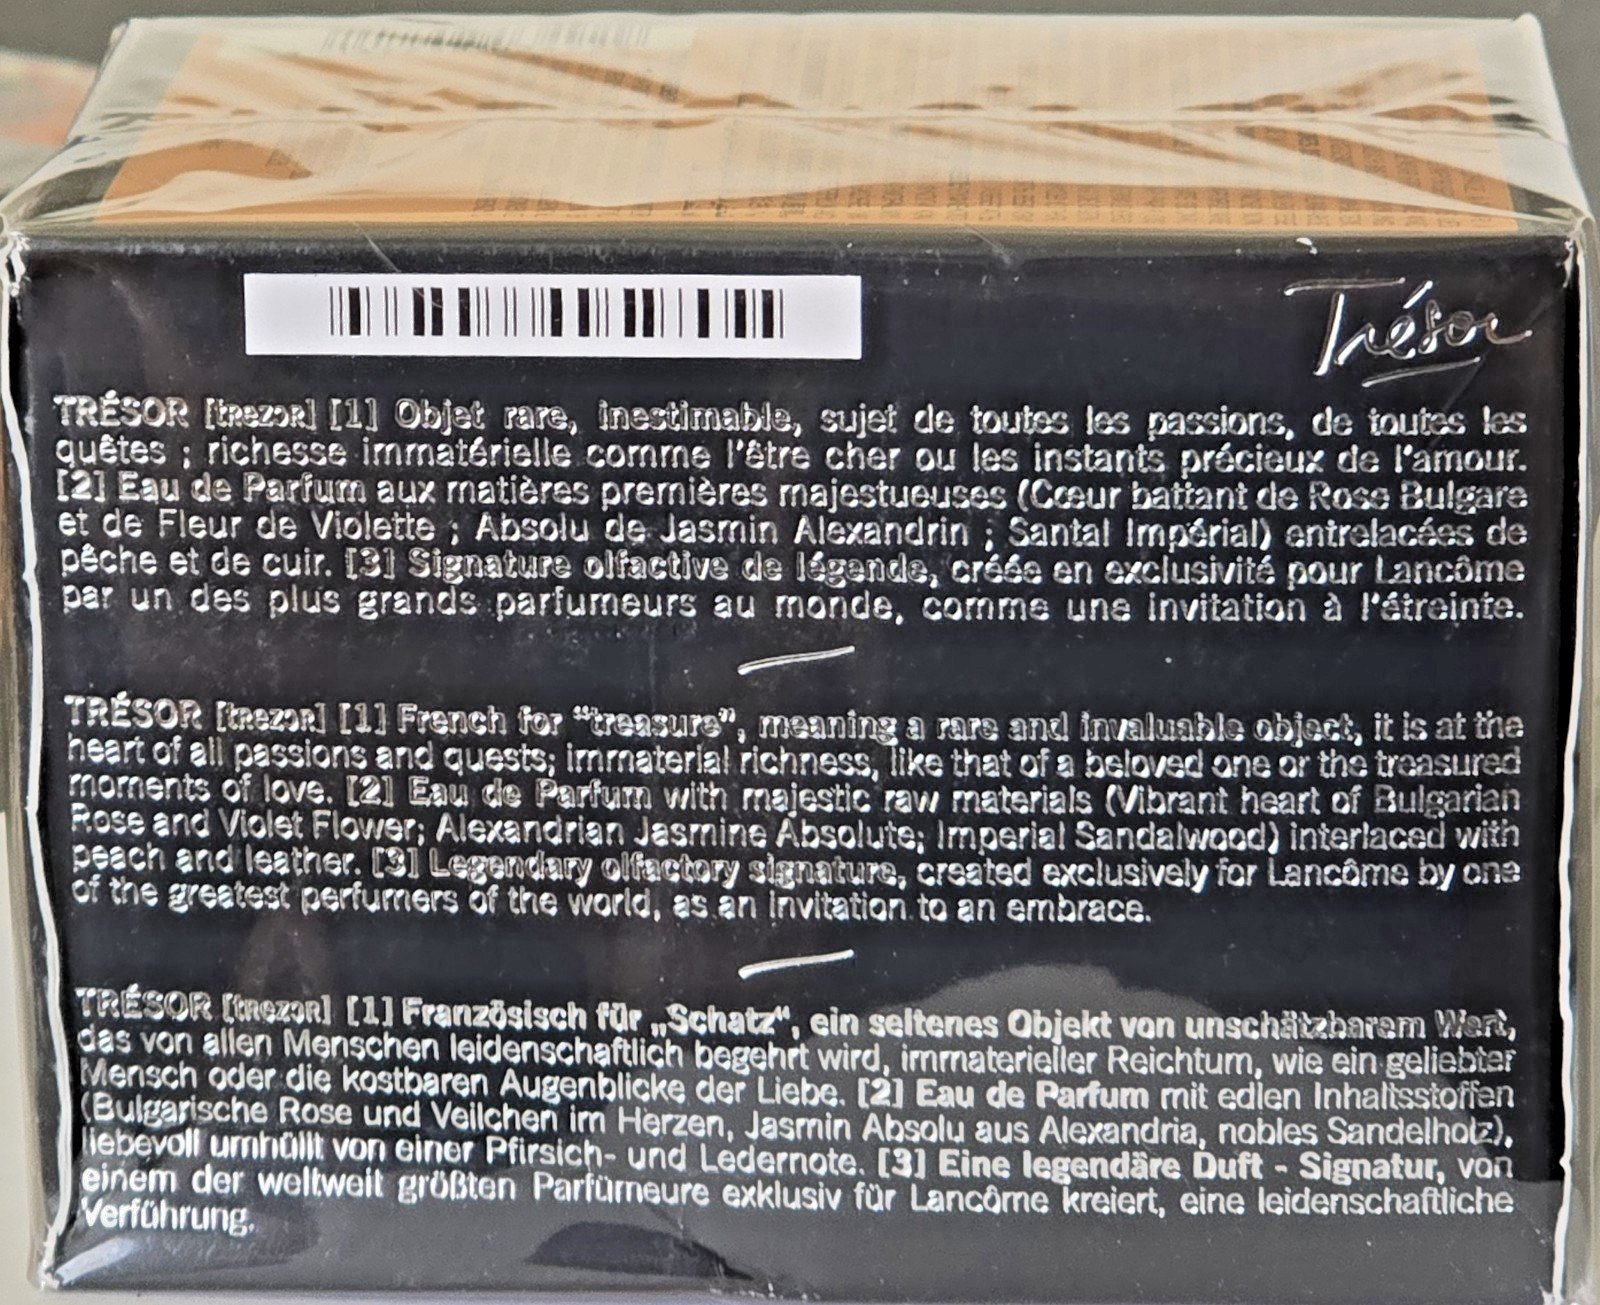 Trésor
TRÉSOR [tRezɔR] [1] Objet rare, inestimable, sujet de toutes les passions, de toutes les
quêtes ; richesse immatérielle comme l'être cher ou les instants précieux de l'amour.
[2] Eau de Parfum aux matières premières majestueuses (Cœur battant de Rose Bulgare
et de Fleur de Violette ; Absolu de Jasmin Alexandrin ; Santal Impérial) entrelacées de
pêche et de cuir. [3] Signature olfactive de légende, créée en exclusivité pour Lancôme
par un des plus grands parfumeurs au monde, comme une invitation à l'étreinte.
TRÉSOR [tRezɔR] [1] French for “treasure”, meaning a rare and invaluable object, it is at the
heart of all passions and quests; immaterial richness, like that of a beloved one or the treasured
moments of love. [2] Eau de Parfum with majestic raw materials (Vibrant heart of Bulgarian
Rose and Violet Flower; Alexandrian Jasmine Absolute; Imperial Sandalwood) interlaced with
peach and leather. [3] Legendary olfactory signature, created exclusively for Lancôme by one
of the greatest perfumers of the world, as an invitation to an embrace.
TRÉSOR [tRezɔR] [1] Französisch für „Schatz“, ein seltenes Objekt von unschätzbarem Wert,
das von allen Menschen leidenschaftlich begehrt wird, immaterieller Reichtum, wie ein geliebter
Mensch oder die kostbaren Augenblicke der Liebe. [2] Eau de Parfum mit edlen Inhaltsstoffen
(Bulgarische Rose und Veilchen im Herzen, Jasmin Absolu aus Alexandria, nobles Sandelholz),
liebevoll umhüllt von einer Pfirsich- und Ledernote. [3] Eine legendäre Duft - Signatur, von
einem der weltweit größten Parfümeure exklusiv für Lancôme kreiert, eine leidenschaftliche
Verführung.